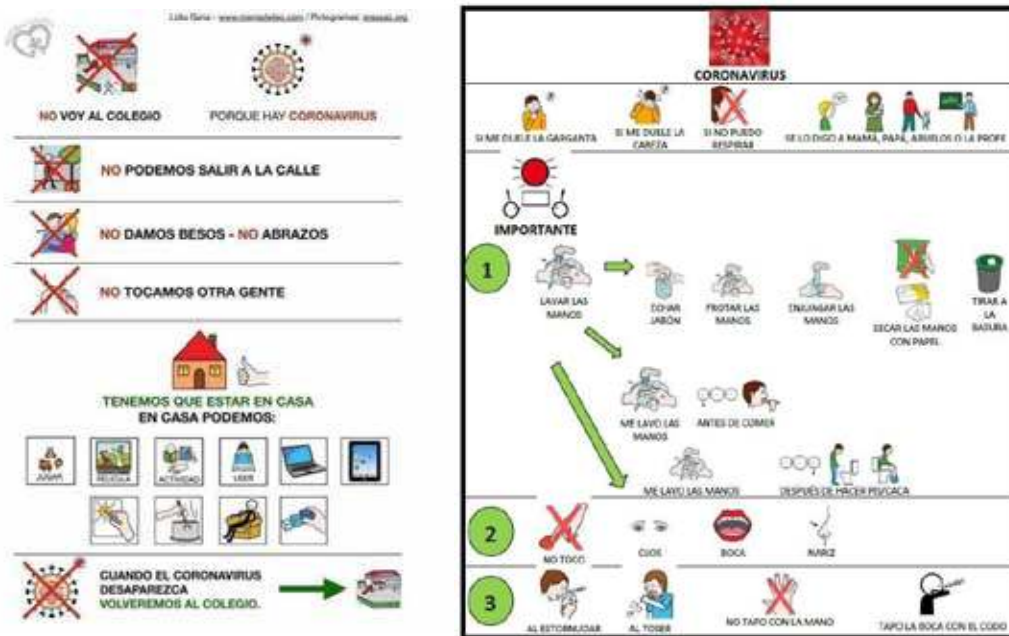 NO VOY AL COLEGIO
PORQUE HAY CORONAVIRUS
NO PODEMOS SALIR A LA CALLE
NO DAMOS BESOS - NO ABRAZOS
NO TOCAMOS OTRA GENTE
TENEMOS QUE ESTAR EN CASA
EN CASA PODEMOS:
JUGAR
PELICULA
ACTIVIDAD
LEER
CUANDO EL CORONAVIRUS
DESAPAREZCA
VOLVEREMOS AL COLEGIO.
CORONAVIRUS
SI ME DUELE LA GARGANTA
SI ME DUELE LA
CABEZA
SI NO PUEDO
RESPIRAR
SE LO DIGO A MAMÁ, PAPÁ, ABUELOS O LA PROFE
IMPORTANTE
1
LAVAR LAS
MANOS
ECHAR
JABÓN
FROTAR LAS
MANOS
ENJUAGAR LAS
MANOS
SECAR LAS MANOS
CON PAPEL
TIRAR A
LA
BASURA
ME LAVO LAS
MANOS
ANTES DE COMER
ME LAVO LAS MANOS
DESPUÉS DE HACER PIS/CACA
2
NO TOCO
OJOS
BOCA
NARIZ
3
AL ESTORNUDAR
AL TOSER
NO TAPO CON LA MANO
TAPO LA BOCA CON EL CODO